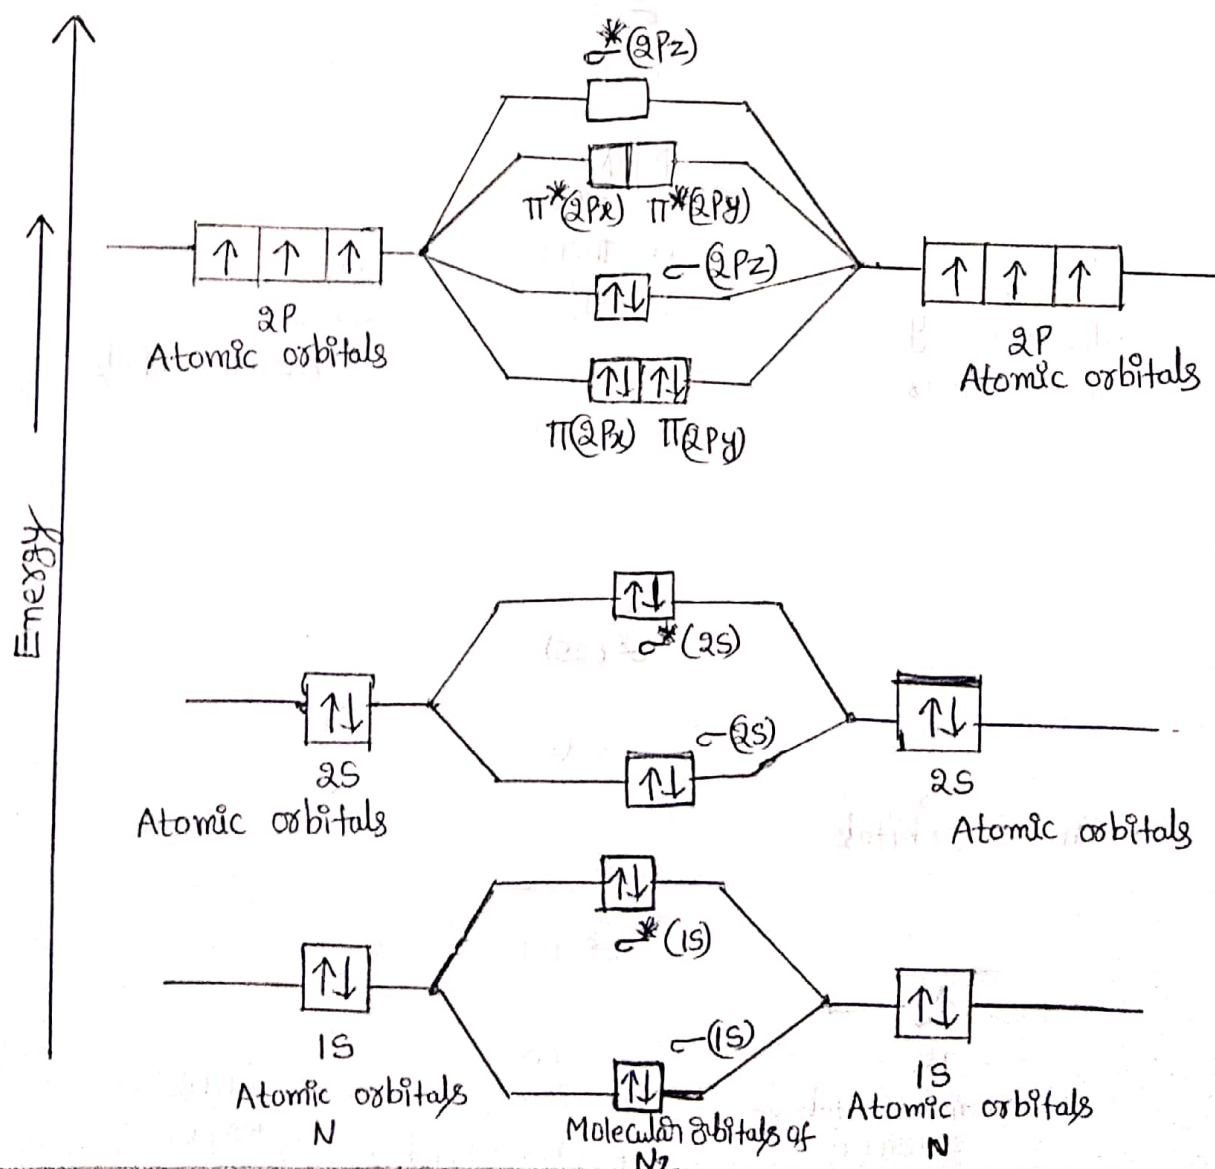 σ*(2Pz)
π*(2Px) π*(2Py)
σ(2Pz)
2P
Atomic orbitals
2P
Atomic orbitals
π(2Px) π(2Py)
Energy
σ*(2S)
σ(2S)
2S
Atomic orbitals
2S
Atomic orbitals
σ*(1S)
σ(1S)
1S
Atomic orbitals
N
1S
Atomic orbitals
N
Molecular orbitals of
N2